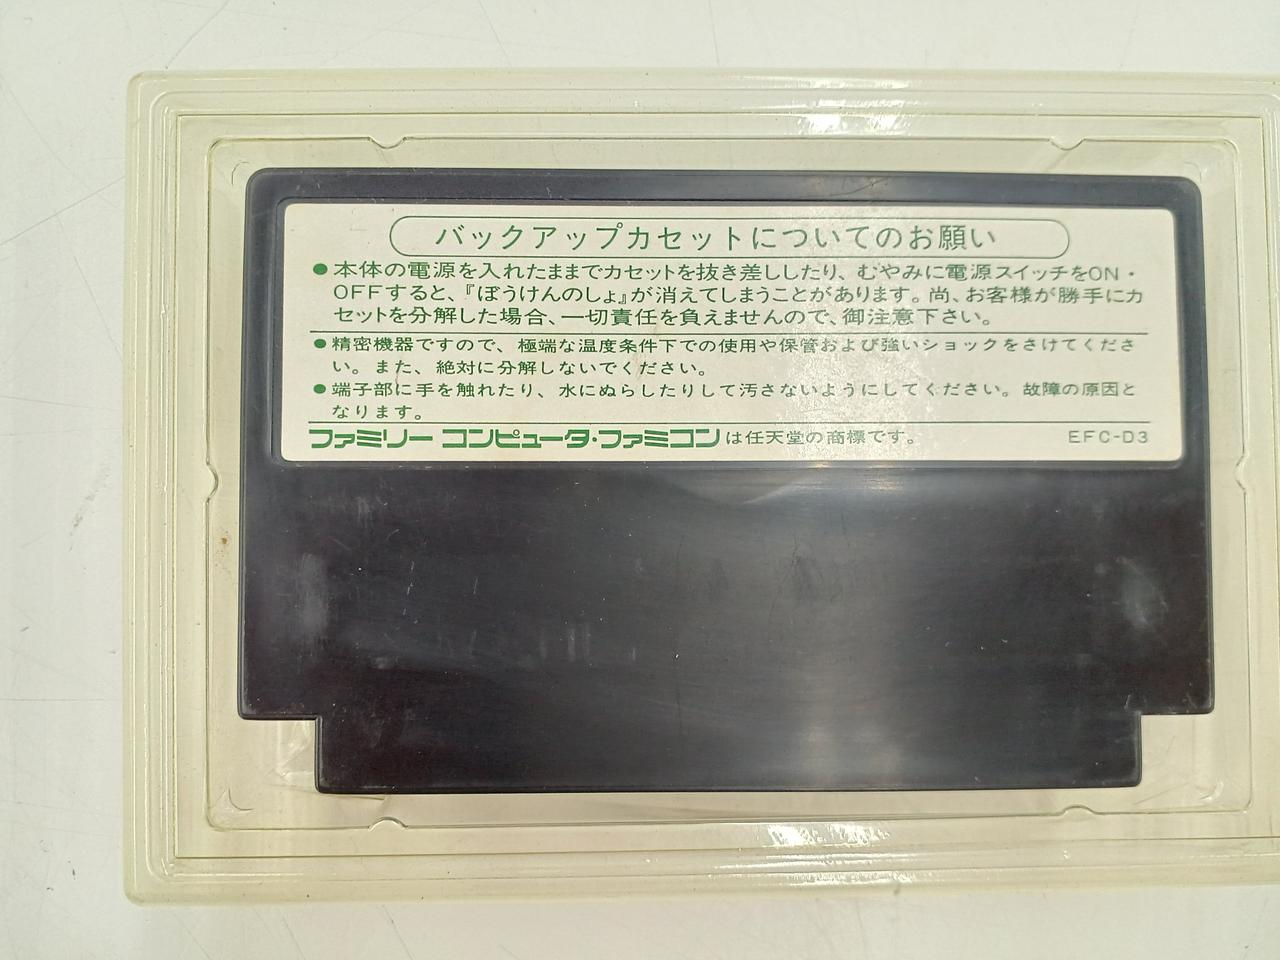 バックアップカセットについてのお願い
●本体の電源を入れたままでカセットを抜き差ししたり、むやみに電源スイッチをON・
OFFすると、『ぼうけんのしょ』が消えてしまうことがあります。尚、お客様が勝手にカ
セットを分解した場合、一切責任を負えませんので、御注意下さい。
●精密機器ですので、極端な温度条件下での使用や保管および強いショックをさけてくださ
い。また、絶対に分解しないでください。
●端子部に手を触れたり、水にぬらしたりして汚さないようにしてください。故障の原因と
なります。
ファミリーコンピュータ・ファミコンは任天堂の商標です。 EFC-D3